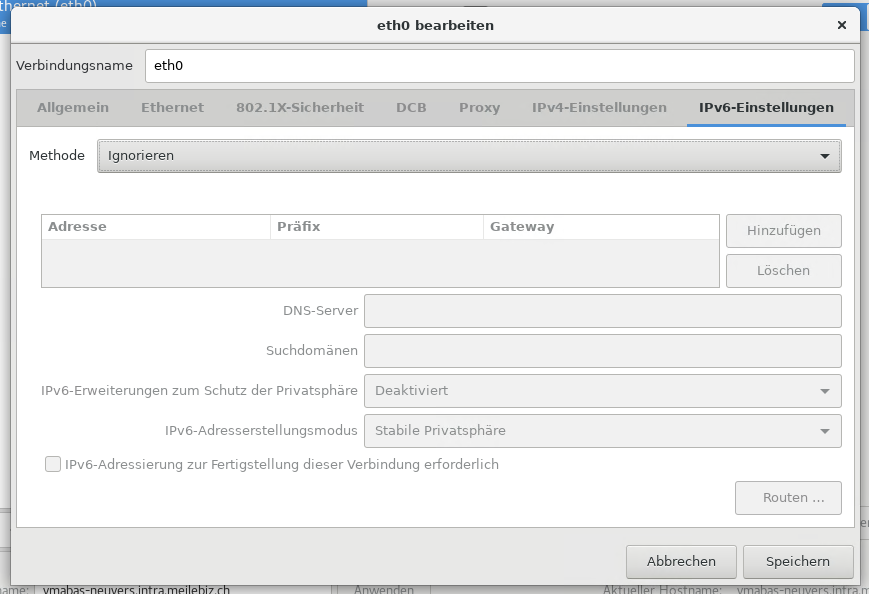 thernet (eth0)
eth0 bearbeiten
Verbindungsname eth0
Allgemein Ethernet 802.1X-Sicherheit DCB Proxy IPv4-Einstellungen IPv6-Einstellungen
Methode Ignorieren
Adresse Präfix Gateway Hinzufügen
Löschen
DNS-Server
Suchdomänen
IPv6-Erweiterungen zum Schutz der Privatsphäre Deaktiviert
IPv6-Adresserstellungsmodus Stabile Privatsphäre
IPv6-Adressierung zur Fertigstellung dieser Verbindung erforderlich
Routen ...
Abbrechen Speichern
name: vmabas-neuvers.intra.meilebiz.ch Anwenden Aktueller Hostname: vmabas-neuvers.intra.m